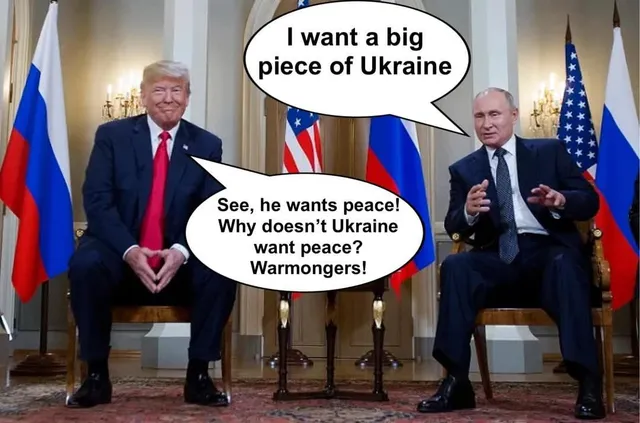 I want a big
piece of Ukraine
See, he wants peace!
Why doesn't Ukraine
want peace?
Warmongers!